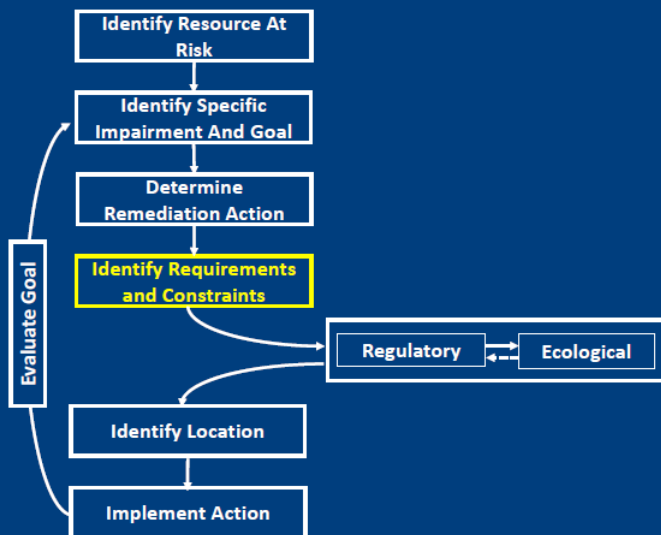 Identify Resource At
Risk
Identify Specific
Impairment And Goal
Determine
Remediation Action
Identify Requirements
and Constraints
Evaluate Goal
Regulatory
Ecological
Identify Location
Implement Action